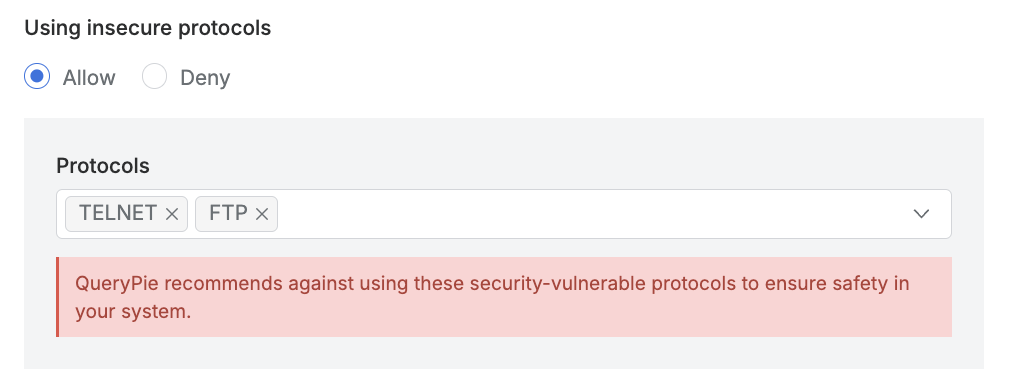 Using insecure protocols
Allow Deny
Protocols
TELNET FTP
QueryPie recommends against using these security-vulnerable protocols to ensure safety in
your system.